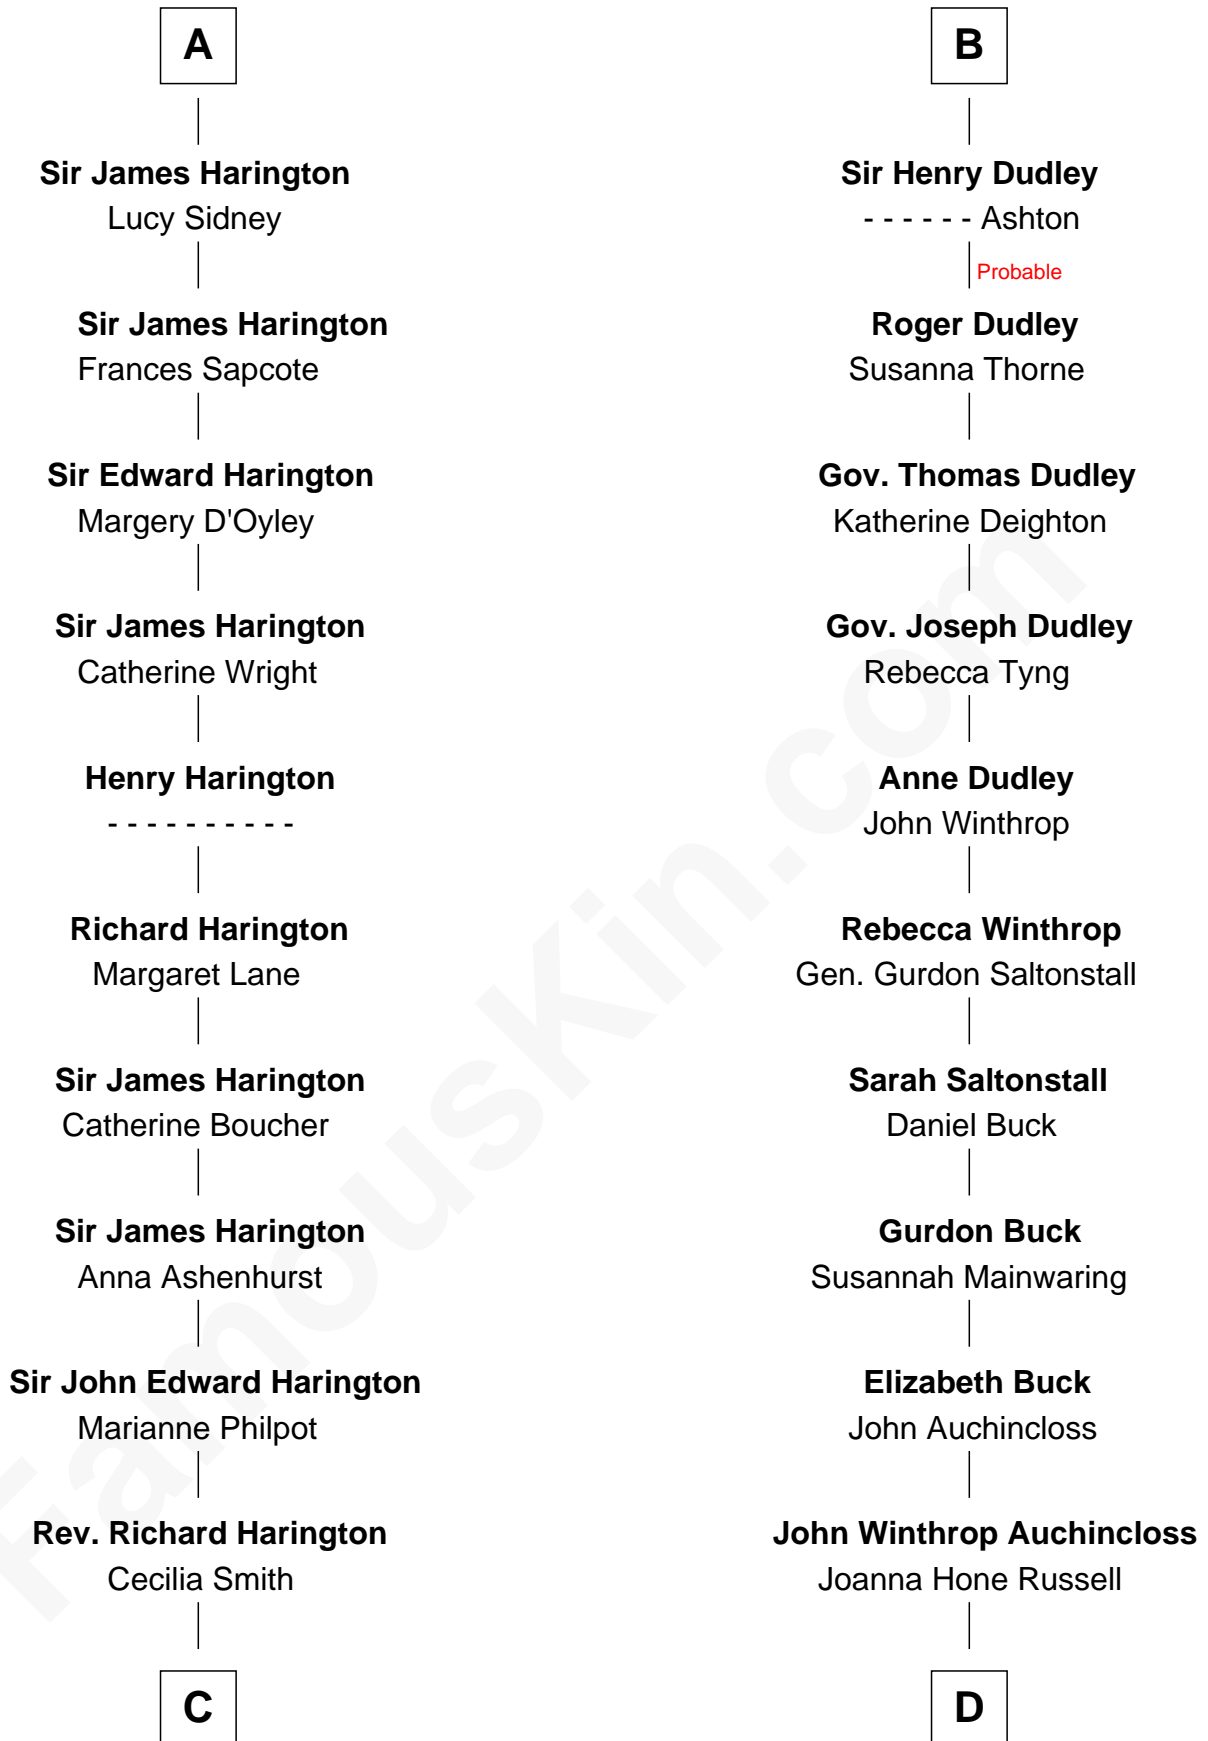 A
Sir James Harington
Lucy Sidney
Sir James Harington
Frances Sapcote
Sir Edward Harington
Margery D'Oyley
Sir James Harington
Catherine Wright
Henry Harington
- - - - - - - - - -
Richard Harington
Margaret Lane
Sir James Harington
Catherine Boucher
Sir James Harington
Anna Ashenhurst
Sir John Edward Harington
Marianne Philpot
Rev. Richard Harington
Cecilia Smith
C
B
Sir Henry Dudley
- - - - - - Ashton
Probable
Roger Dudley
Susanna Thorne
Gov. Thomas Dudley
Katherine Deighton
Gov. Joseph Dudley
Rebecca Tyng
Anne Dudley
John Winthrop
Rebecca Winthrop
Gen. Gurdon Saltonstall
Sarah Saltonstall
Daniel Buck
Gurdon Buck
Susannah Mainwaring
Elizabeth Buck
John Auchincloss
John Winthrop Auchincloss
Joanna Hone Russell
D
FamousKin.com